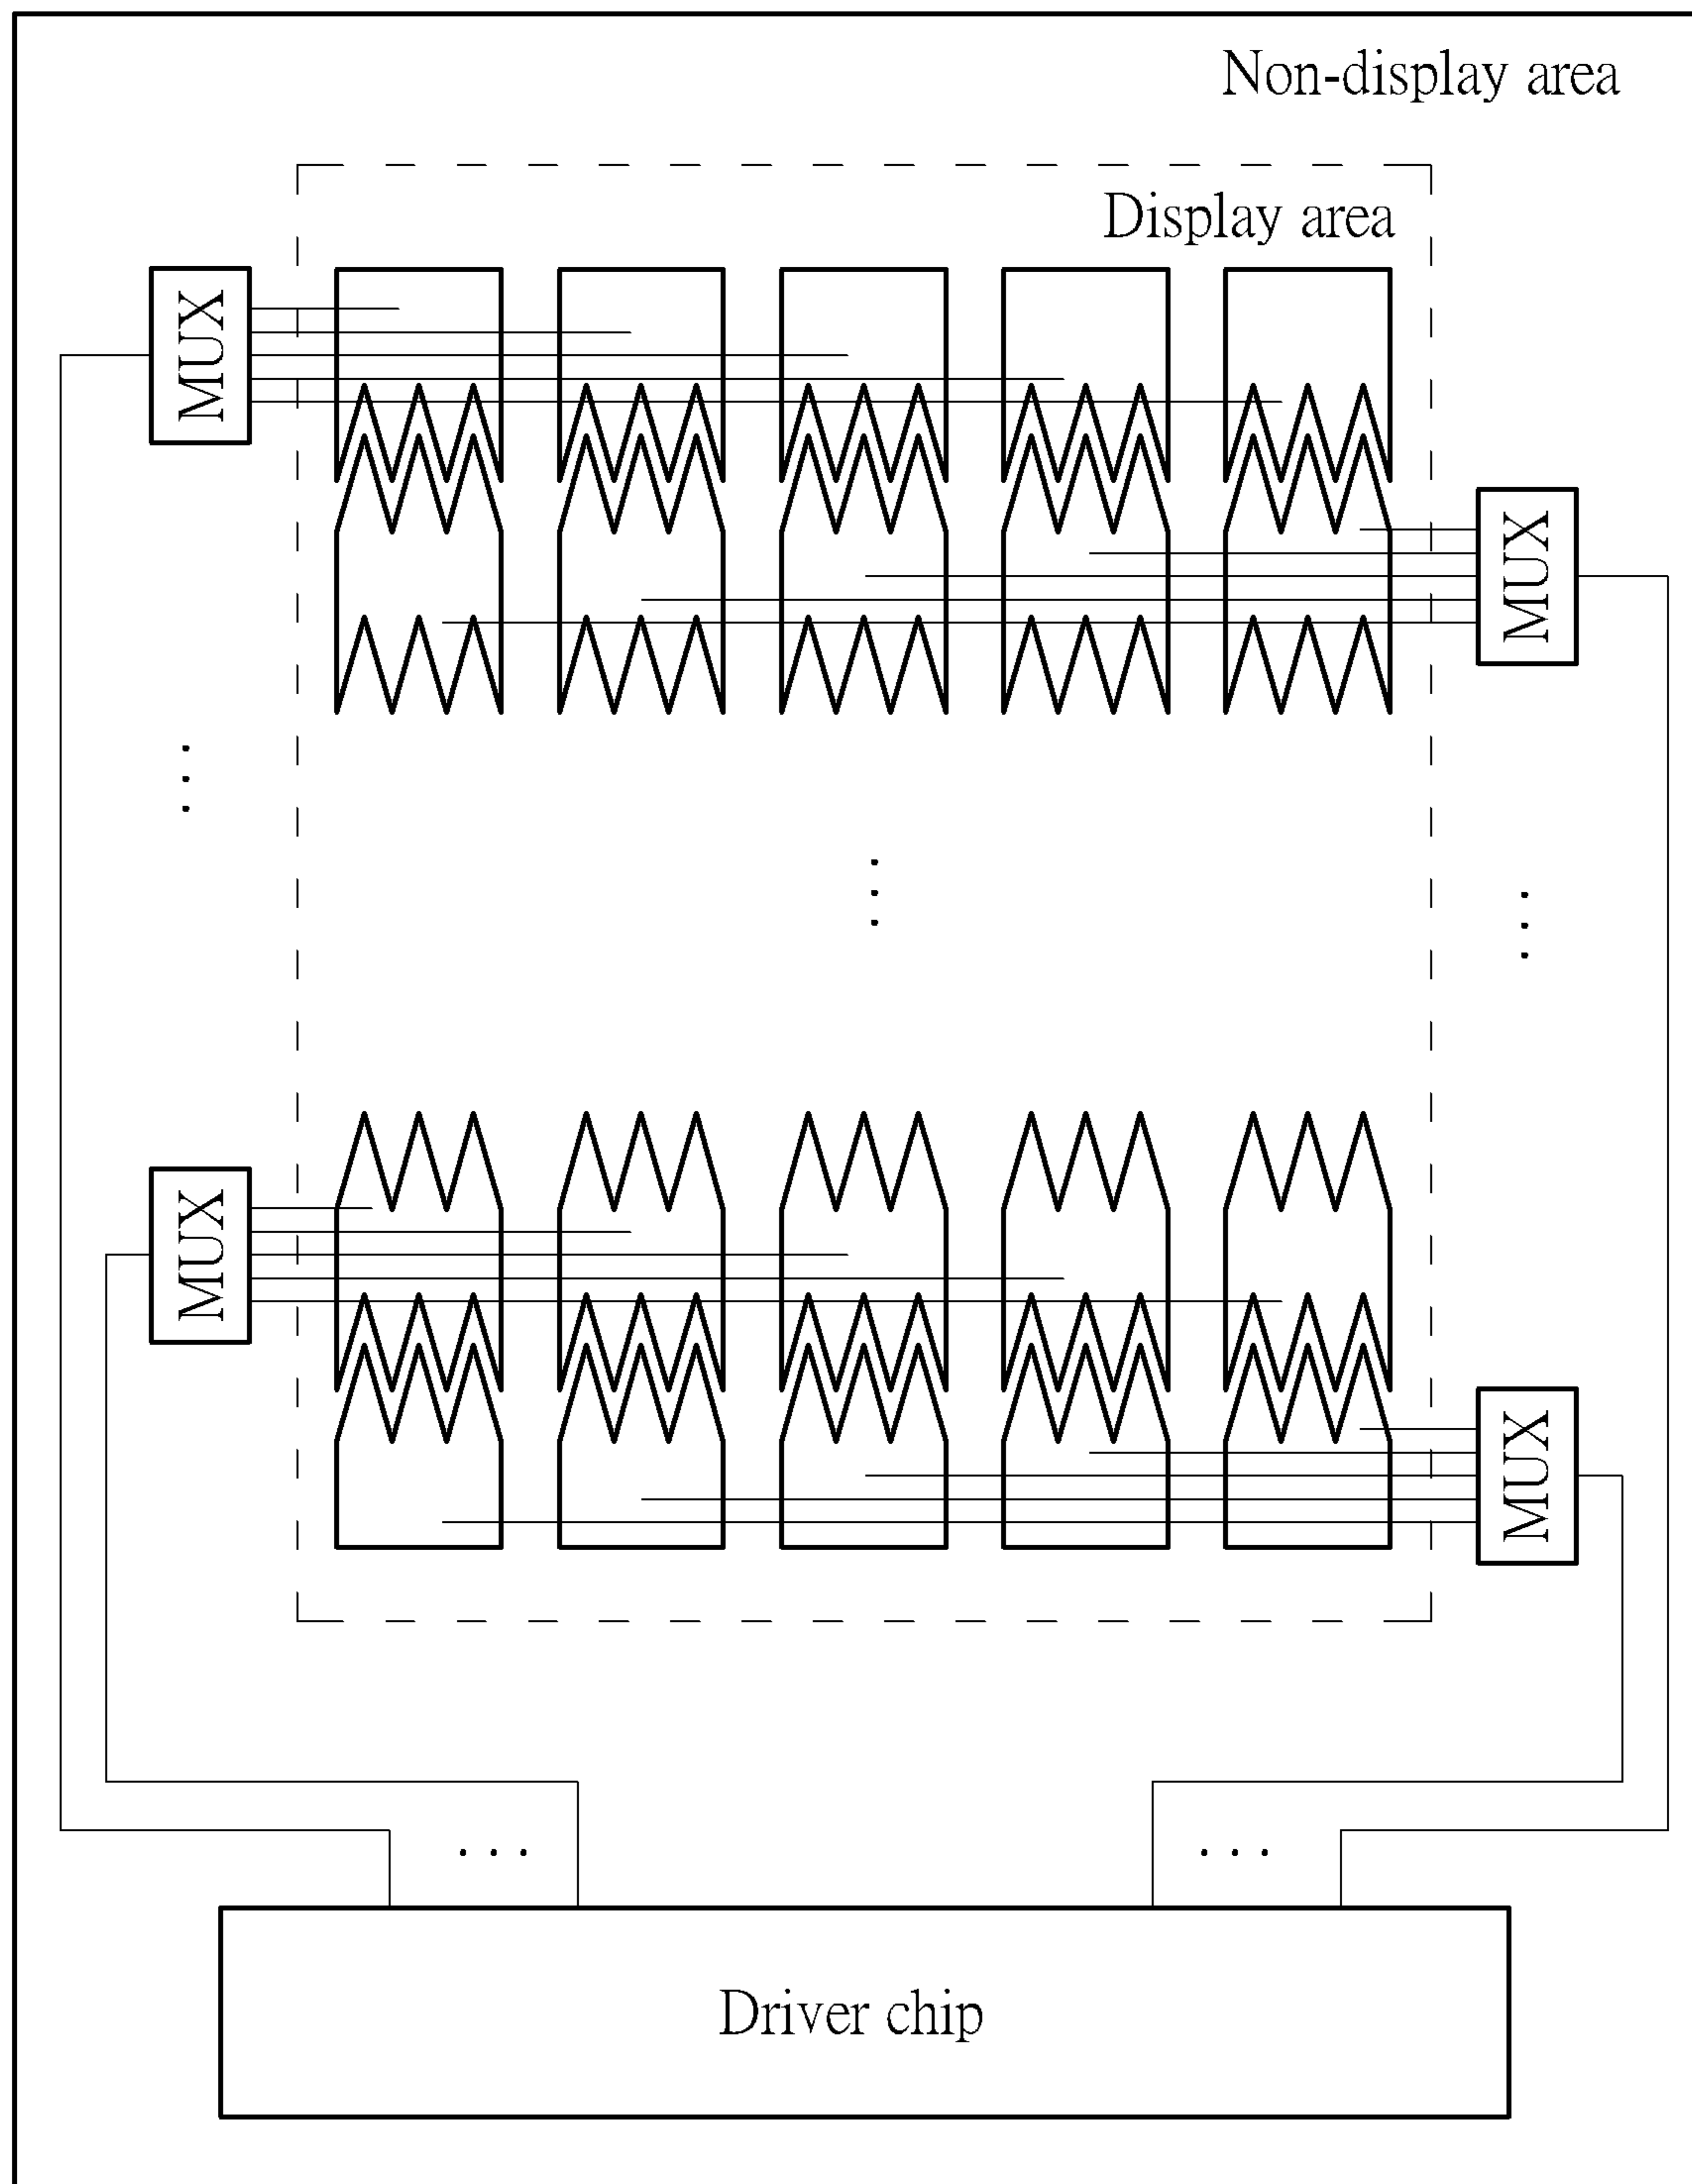 Non-display area
Display area
MUX
MUX
MUX
MUX
Driver chip